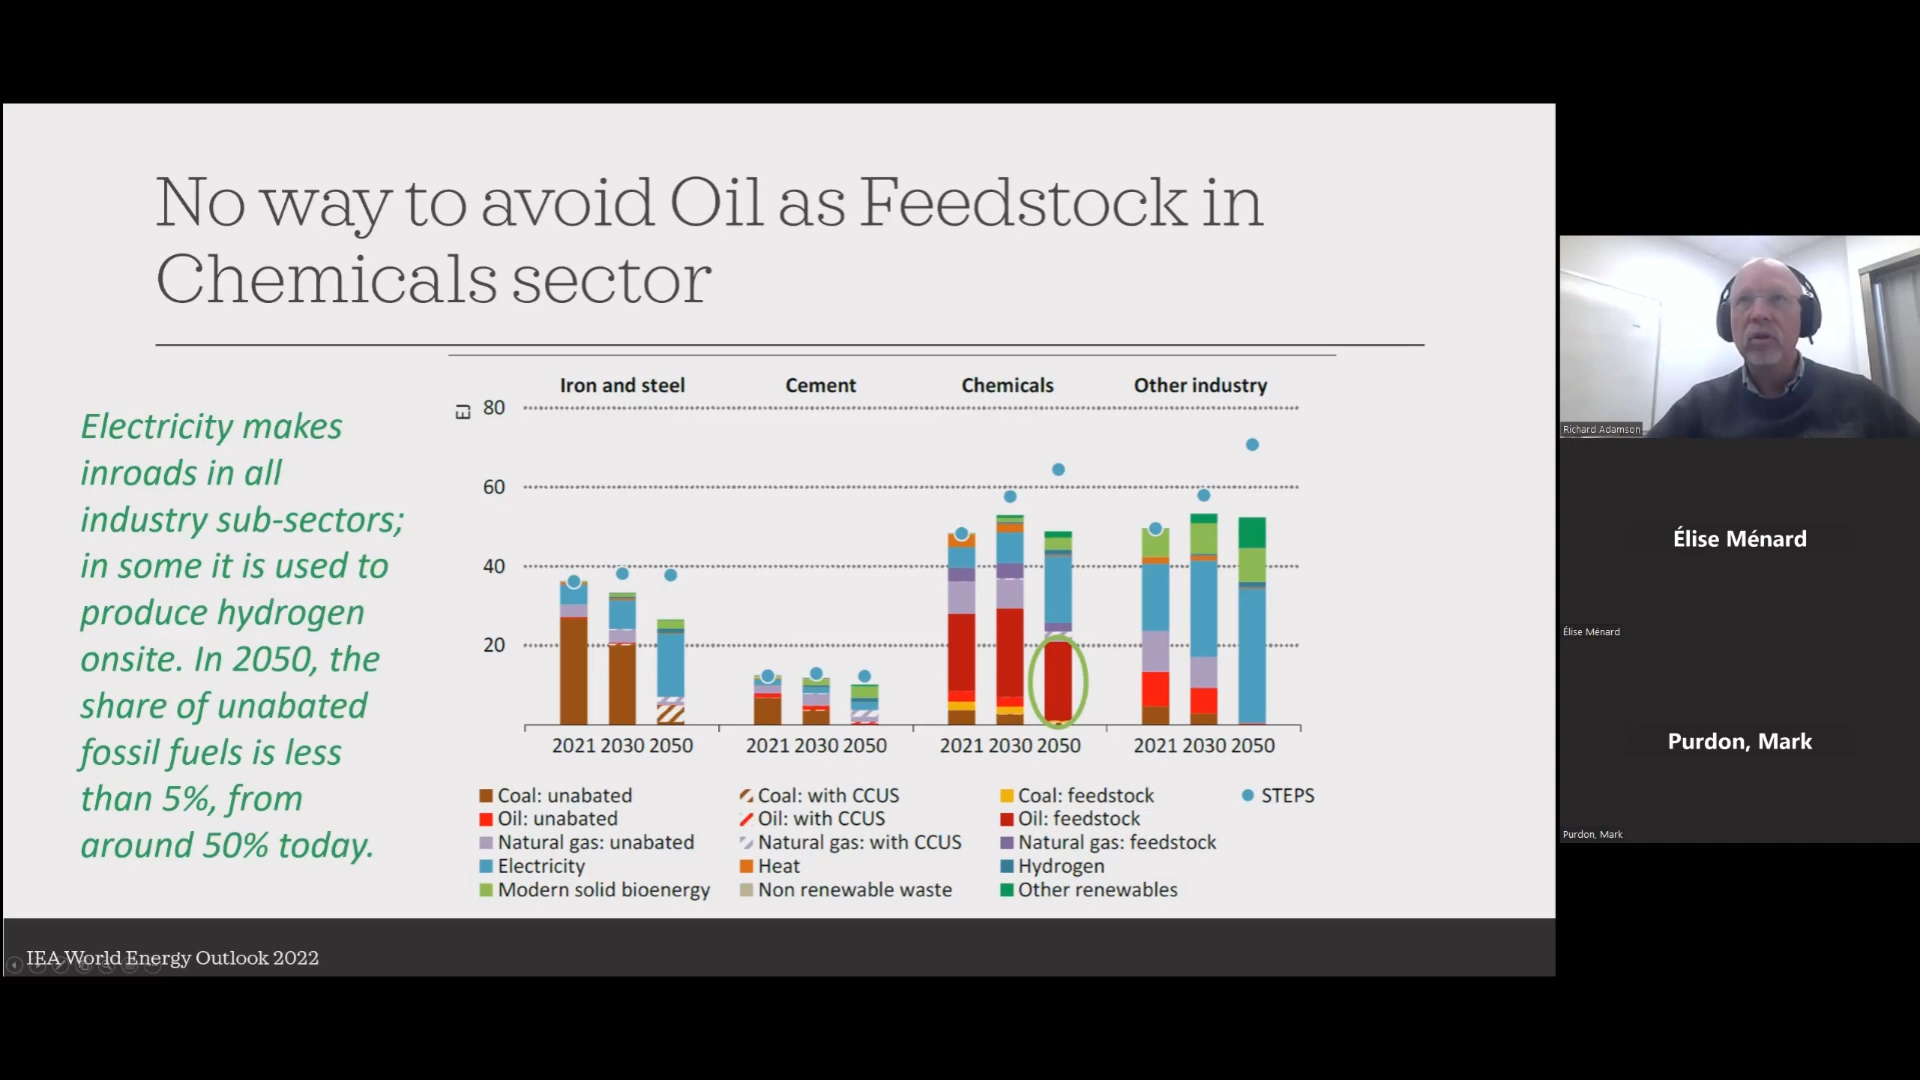 No way to avoid Oil as Feedstock in
Chemicals sector
Electricity makes
inroads in all
industry sub-sectors;
in some it is used to
produce hydrogen
onsite. In 2050, the
share of unabated
fossil fuels is less
than 5%, from
around 50% today.
Iron and steel Cement Chemicals Other industry
EJ
80
60
40
20
2021 2030 2050 2021 2030 2050 2021 2030 2050 2021 2030 2050
Coal: unabated Coal: with CCUS Coal: feedstock STEPS
Oil: unabated Oil: with CCUS Oil: feedstock
Natural gas: unabated Natural gas: with CCUS Natural gas: feedstock
Electricity Heat Hydrogen
Modern solid bioenergy Non renewable waste Other renewables
IEA World Energy Outlook 2022
Richard Adamson
Élise Ménard
Élise Ménard
Purdon, Mark
Purdon, Mark